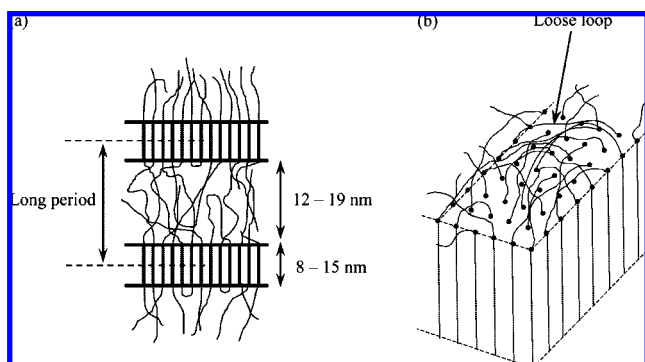 (a)
Long period
12 – 19 nm
8 – 15 nm
(b)
Loose loop